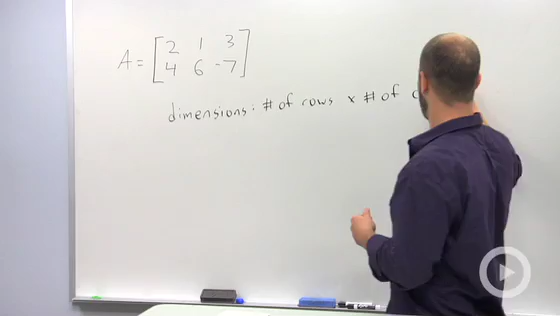 A = [ 2 1 3
4 6 -7 ]
dimensions: # of rows x # of c